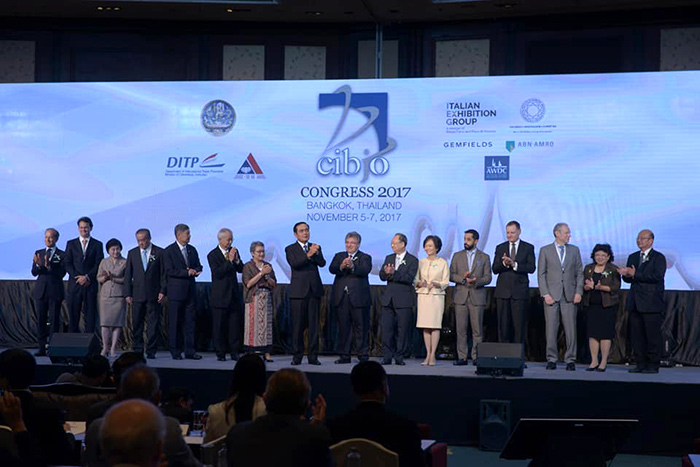 DITP
cibjo
CONGRESS 2017
BANGKOK, THAILAND
NOVEMBER 5-7, 2017
ITALIAN
EXHIBITION
GROUP
GEMFIELDS
ABN·AMRO
AWDC